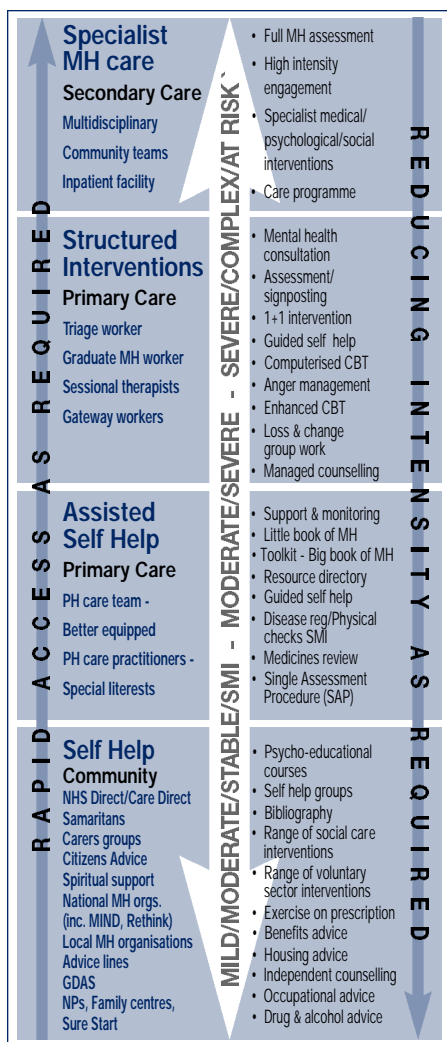 Specialist
MH care
Secondary Care
Multidisciplinary
Community teams
Inpatient facility
• Full MH assessment
• High intensity
engagement
• Specialist medical/
psychological/social
interventions
• Care programme
Structured
Interventions
Primary Care
Triage worker
Graduate MH worker
Sessional therapists
Gateway workers
• Mental health
consultation
• Assessment/
signposting
• 1+1 intervention
• Guided self help
• Computerised CBT
• Anger management
• Enhanced CBT
• Loss & change
group work
• Managed counselling
Assisted
Self Help
Primary Care
PH care team -
Better equipped
PH care practitioners -
Special literests
• Support & monitoring
• Little book of MH
• Toolkit - Big book of MH
• Resource directory
• Guided self help
• Disease reg/Physical
checks SMI
• Medicines review
• Single Assessment
Procedure (SAP)
Self Help
Community
NHS Direct/Care Direct
Samaritans
Carers groups
Citizens Advice
Spiritual support
National MH orgs.
(inc. MIND, Rethink)
Local MH organisations
Advice lines
GDAS
NPs, Family centres,
Sure Start
• Psycho-educational
courses
• Self help groups
• Bibliography
• Range of social care
interventions
• Range of voluntary
sector interventions
• Exercise on prescription
• Benefits advice
• Housing advice
• Independent counselling
• Occupational advice
• Drug & alcohol advice
RAPID ACCESS AS REQUIRED
MILD/MODERATE/STABLE/SMI - MODERATE/SEVERE - SEVERE/COMPLEX/AT RISK`
REDUCING INTENSITY AS REQUIRED